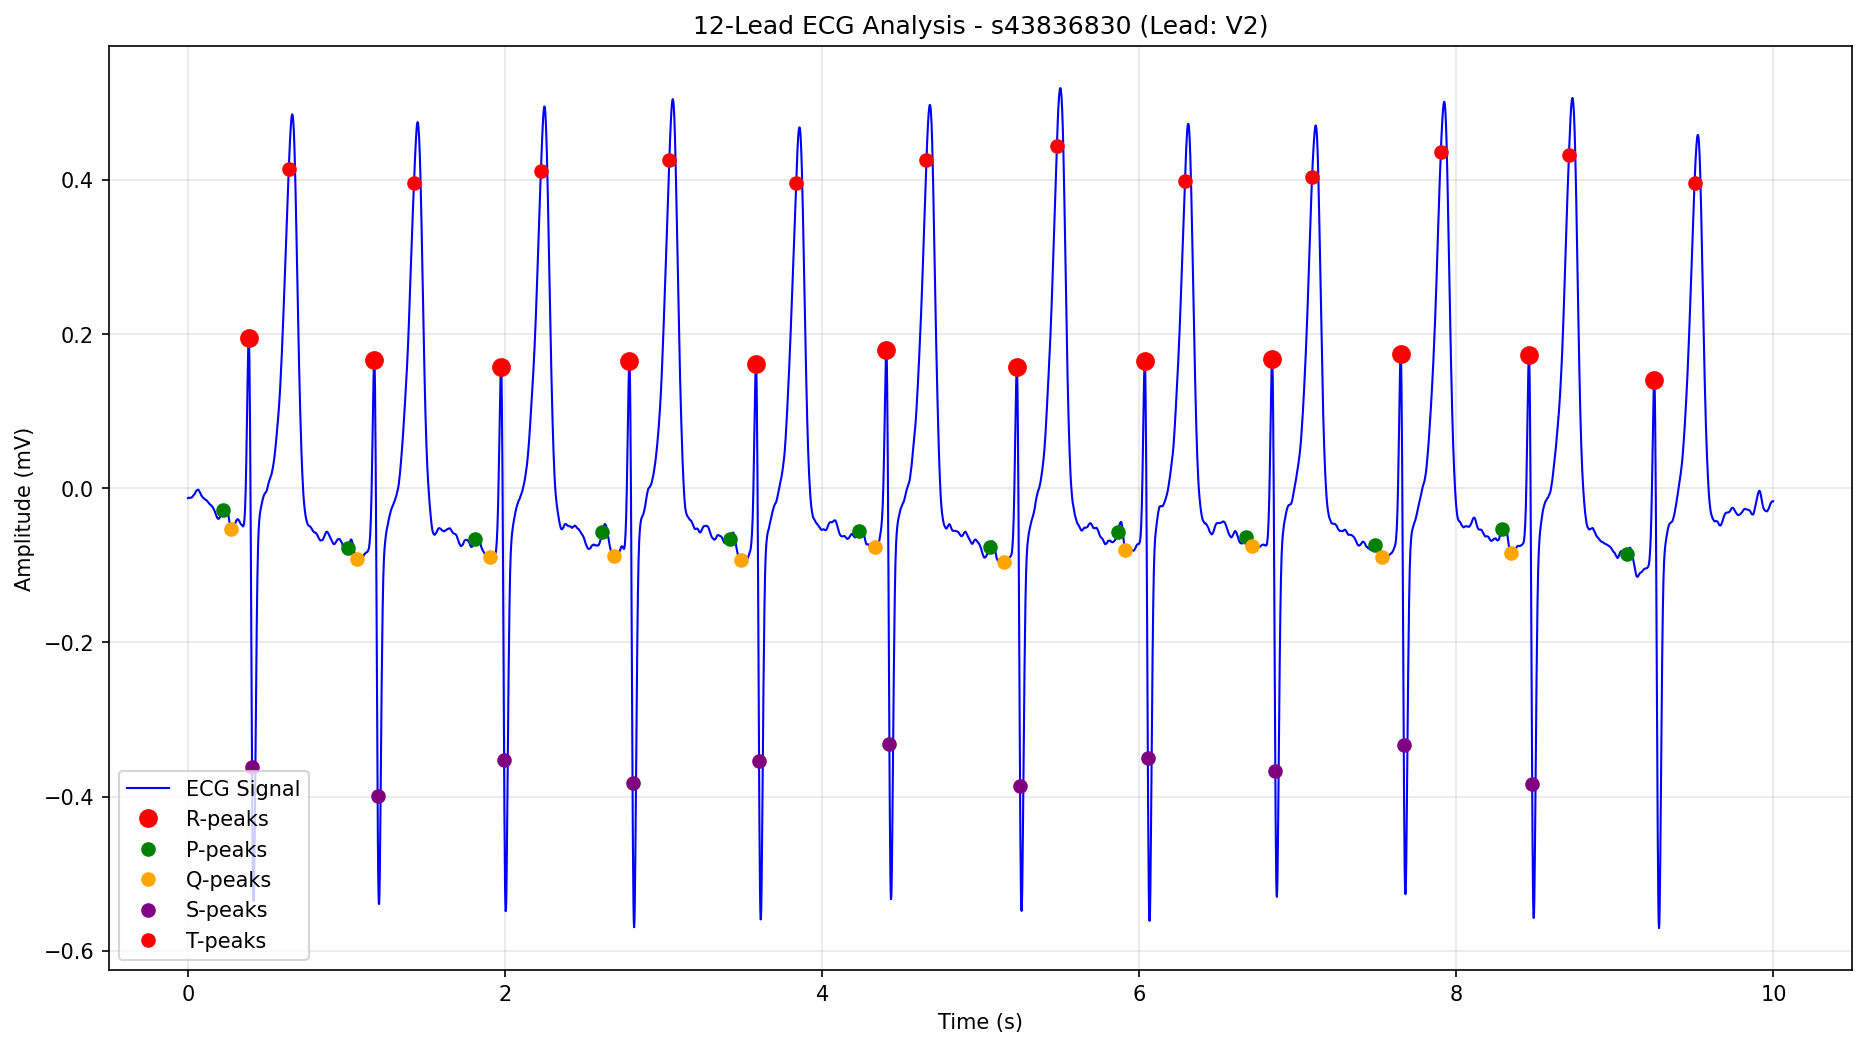 12-Lead ECG Analysis - s43836830 (Lead: V2)
Amplitude (mV)
0.4
0.2
0.0
−0.2
−0.4
−0.6
ECG Signal
R-peaks
P-peaks
Q-peaks
S-peaks
T-peaks
0 2 4 6 8 10
Time (s)